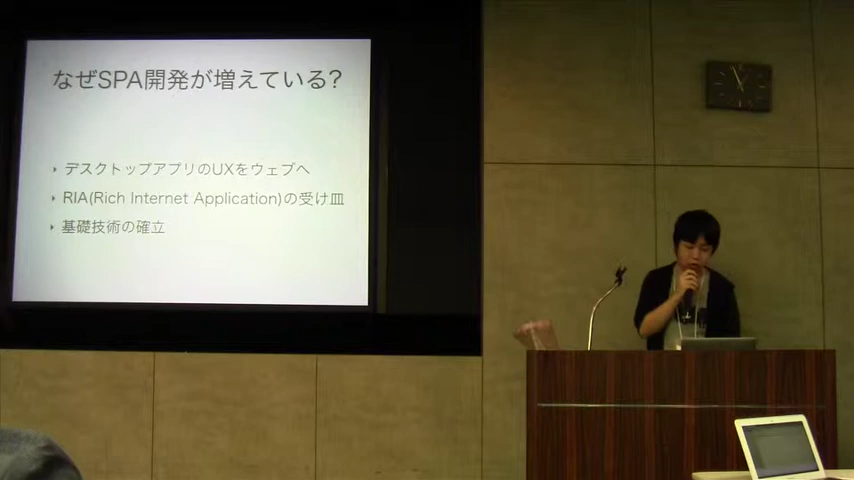 なぜSPA開発が増えている?
デスクトップアプリのUXをウェブへ
RIA(Rich Internet Application)の受け皿
基礎技術の確立